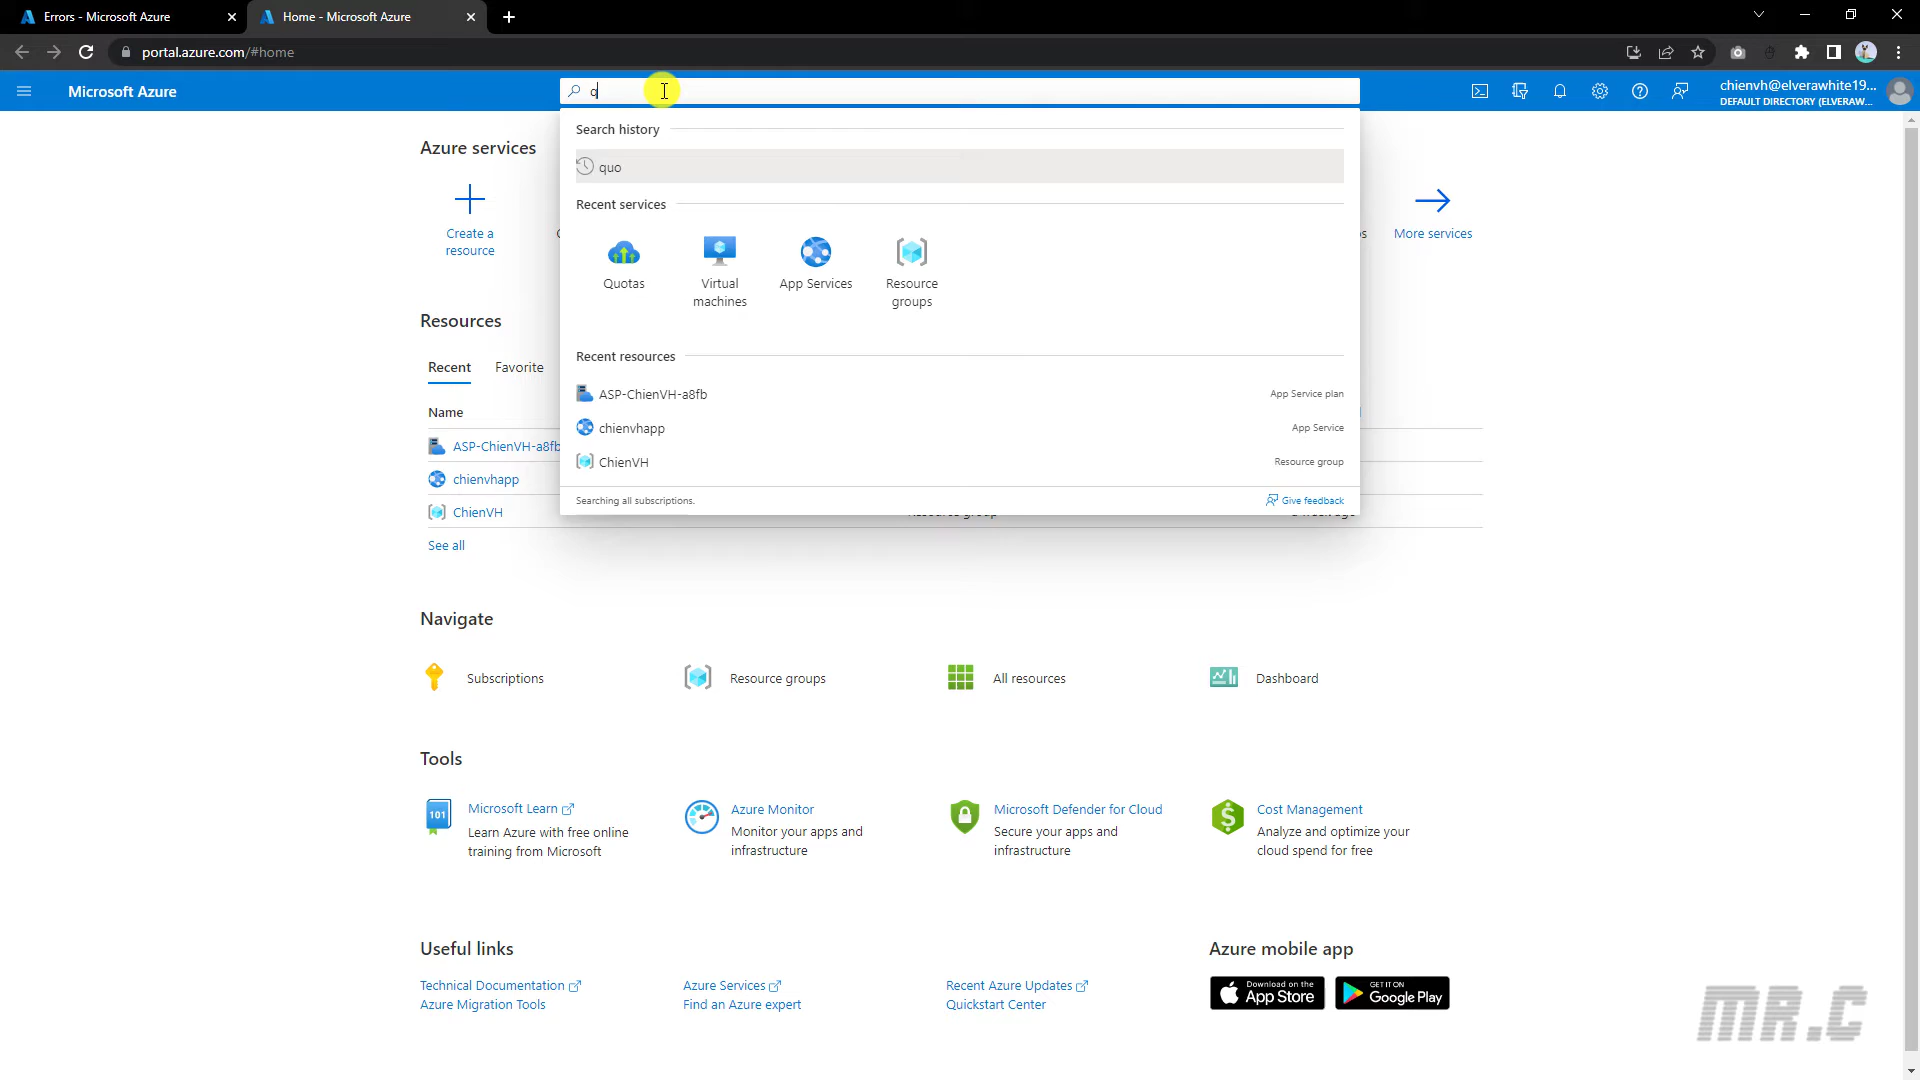 Errors - Microsoft Azure
Home - Microsoft Azure
portal.azure.com/#home
Microsoft Azure
q
chienvh@elverawhite19...
DEFAULT DIRECTORY (ELVERAW...
Search history
quo
Recent services
Quotas
Virtual
machines
App Services
Resource
groups
Recent resources
ASP-ChienVH-a8fb
App Service plan
chienvhapp
App Service
ChienVH
Resource group
Searching all subscriptions.
Give feedback
Azure services
Create a
resource
More services
Resources
Recent
Favorite
Name
ASP-ChienVH-a8fb
chienvhapp
ChienVH
See all
Navigate
Subscriptions
Resource groups
All resources
Dashboard
Tools
Microsoft Learn
Learn Azure with free online
training from Microsoft
Azure Monitor
Monitor your apps and
infrastructure
Microsoft Defender for Cloud
Secure your apps and
infrastructure
Cost Management
Analyze and optimize your
cloud spend for free
Useful links
Technical Documentation
Azure Migration Tools
Azure Services
Find an Azure expert
Recent Azure Updates
Quickstart Center
Azure mobile app
Download on the
App Store
GET IT ON
Google Play
MR.C